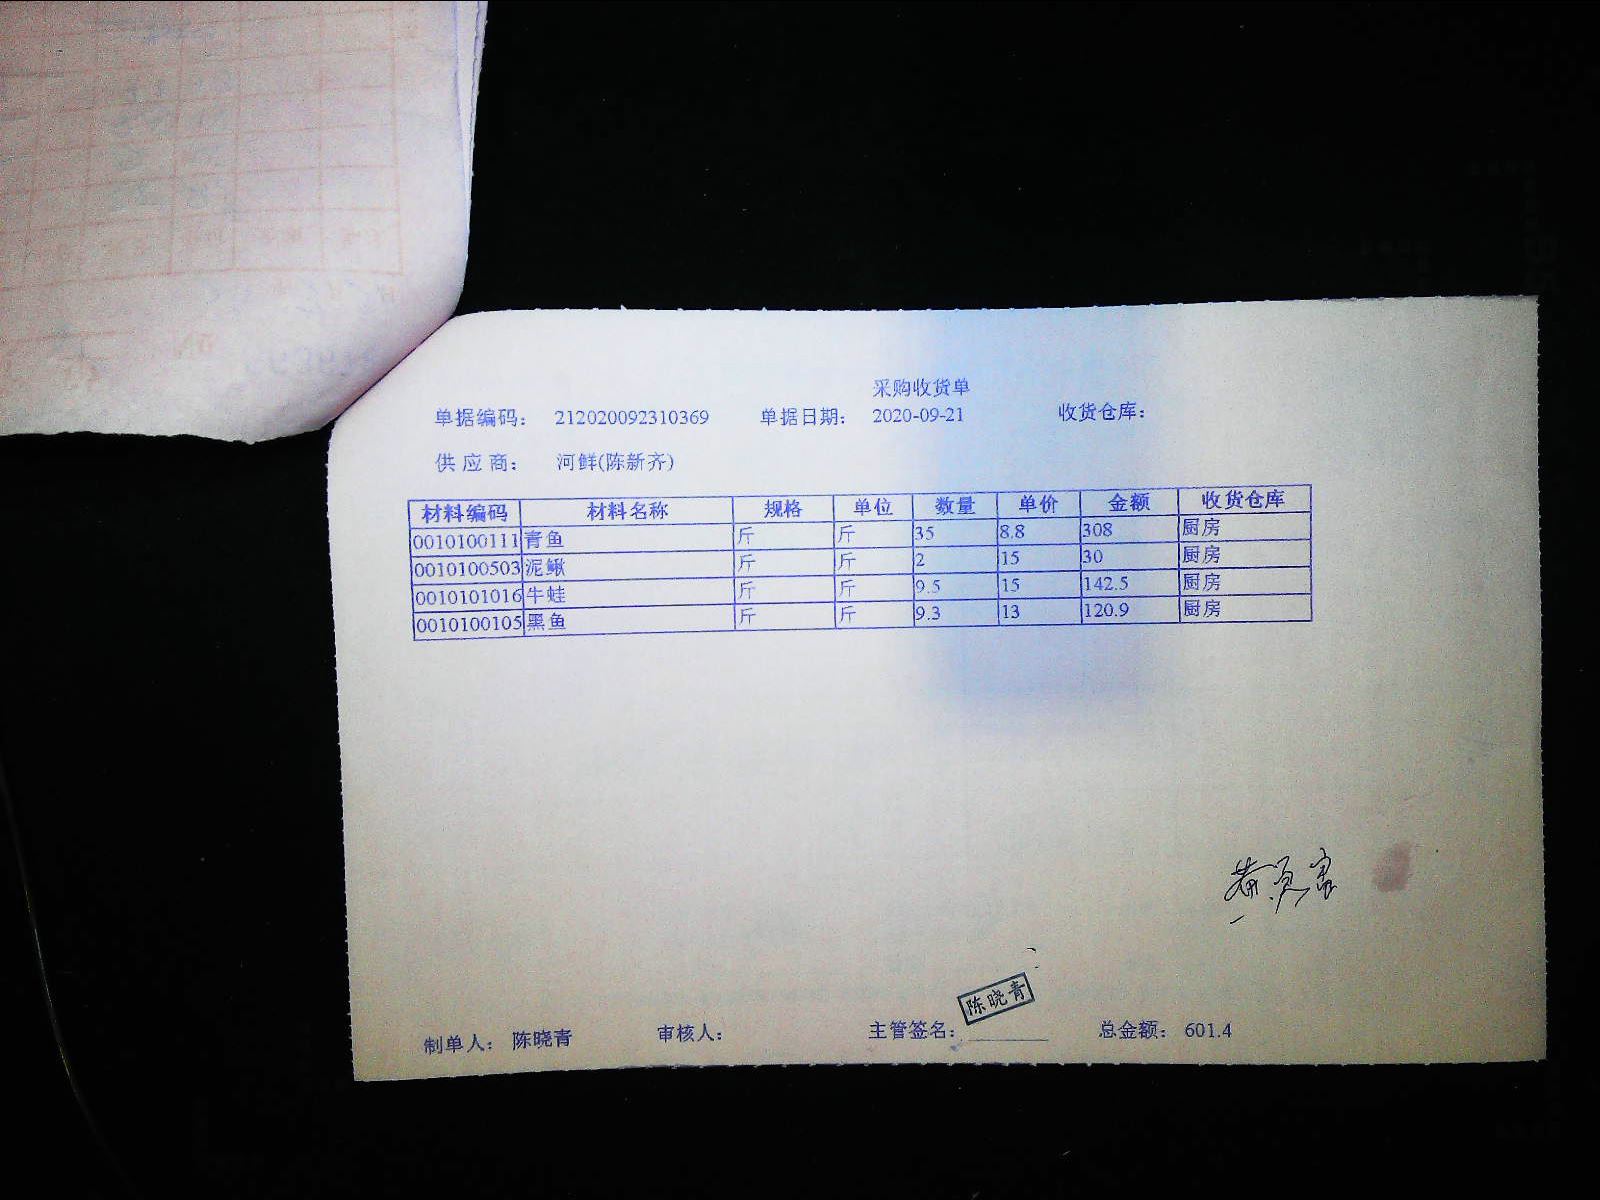 采购收货单
单据编码： 212020092310369 单据日期： 2020-09-21 收货仓库：
供 应 商： 河鲜(陈新齐)
材料编码 材料名称 规格 单位 数量 单价 金额 收货仓库
0010100111 青鱼 斤 斤 35 8.8 308 厨房
0010100503 泥鳅 斤 斤 2 15 30 厨房
0010101016 牛蛙 斤 斤 9.5 15 142.5 厨房
0010100105 黑鱼 斤 斤 9.3 13 120.9 厨房
陈晓青
制单人： 陈晓青 审核人： 主管签名： 总金额： 601.4